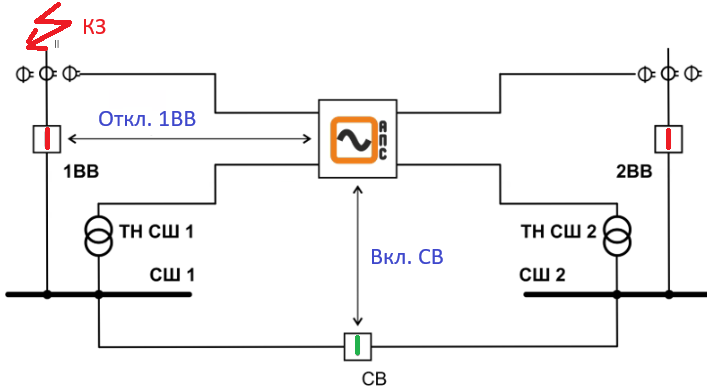 КЗ
Откл. 1ВВ
АПС
1ВВ
2ВВ
ТН СШ 1
ТН СШ 2
Вкл. СВ
СШ 1
СШ 2
СВ